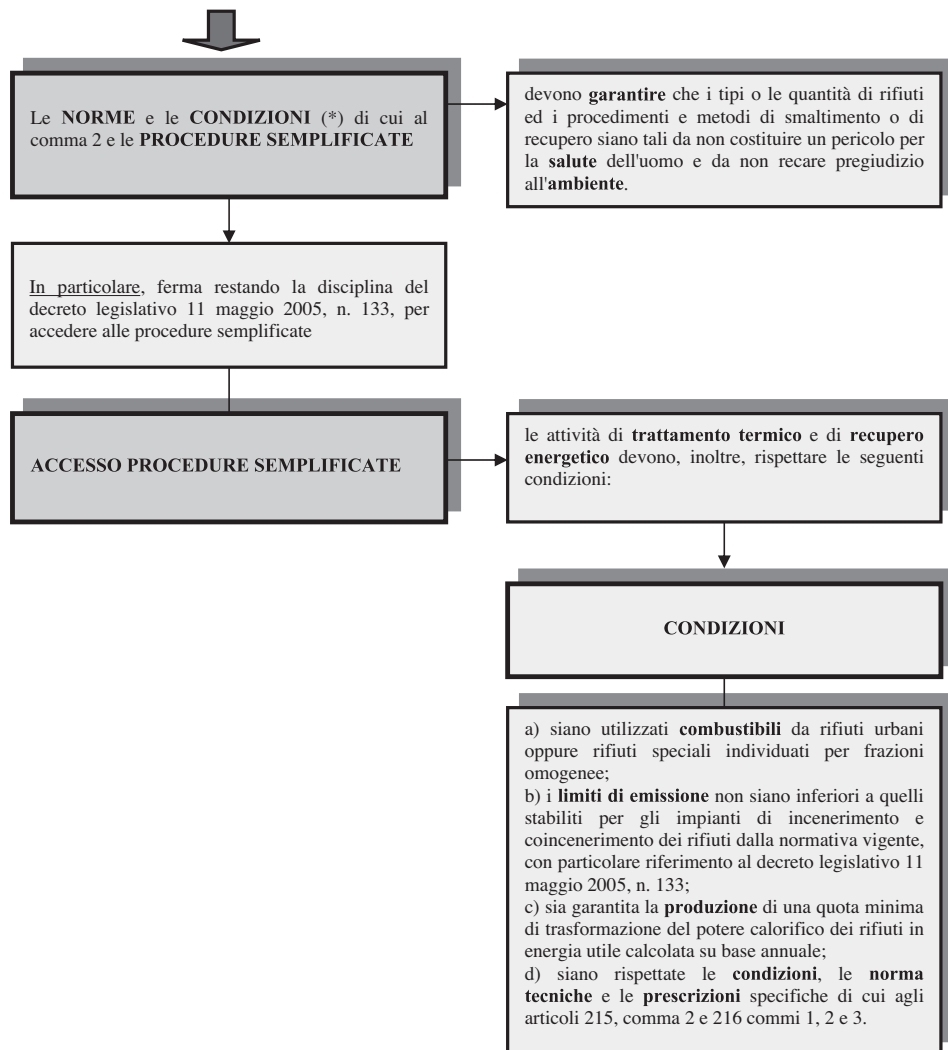 Le NORME e le CONDIZIONI (*) di cui al
comma 2 e le PROCEDURE SEMPLIFICATE
devono garantire che i tipi o le quantità di rifiuti
ed i procedimenti e metodi di smaltimento o di
recupero siano tali da non costituire un pericolo per
la salute dell'uomo e da non recare pregiudizio
all'ambiente.
In particolare, ferma restando la disciplina del
decreto legislativo 11 maggio 2005, n. 133, per
accedere alle procedure semplificate
ACCESSO PROCEDURE SEMPLIFICATE
le attività di trattamento termico e di recupero
energetico devono, inoltre, rispettare le seguenti
condizioni:
CONDIZIONI
a) siano utilizzati combustibili da rifiuti urbani
oppure rifiuti speciali individuati per frazioni
omogenee;
b) i limiti di emissione non siano inferiori a quelli
stabiliti per gli impianti di incenerimento e
coincenerimento dei rifiuti dalla normativa vigente,
con particolare riferimento al decreto legislativo 11
maggio 2005, n. 133;
c) sia garantita la produzione di una quota minima
di trasformazione del potere calorifico dei rifiuti in
energia utile calcolata su base annuale;
d) siano rispettate le condizioni, le norma
tecniche e le prescrizioni specifiche di cui agli
articoli 215, comma 2 e 216 commi 1, 2 e 3.